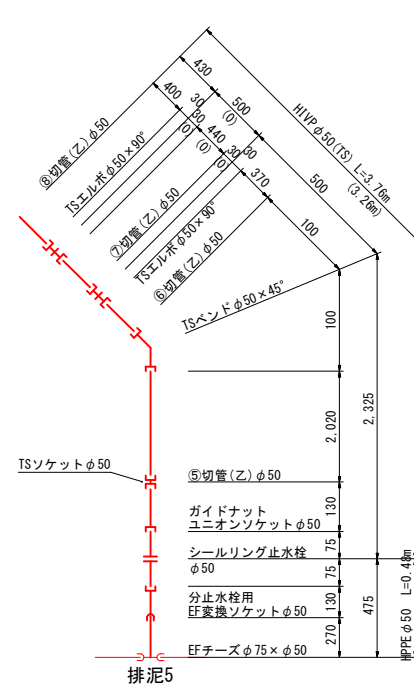 430
400
30
30
(0)
500
(0)
440
(0)
30
30
(0)
370
500
100
HIVPφ50(TS) L=3.76m
(3.26m)
⑧切管(乙)φ50
TSエルボφ50×90°
⑦切管(乙)φ50
TSエルボφ50×90°
⑥切管(乙)φ50
TSベンドφ50×45°
100
2,020
2,325
TSソケットφ50
⑤切管(乙)φ50
130
ガイドナット
ユニオンソケットφ50
75
シールリング止水栓
φ50
75
分止水栓用
EF変換ソケットφ50
130
475
HPPEφ50 L=0.48m
270
EFチーズφ75×φ50
排泥5